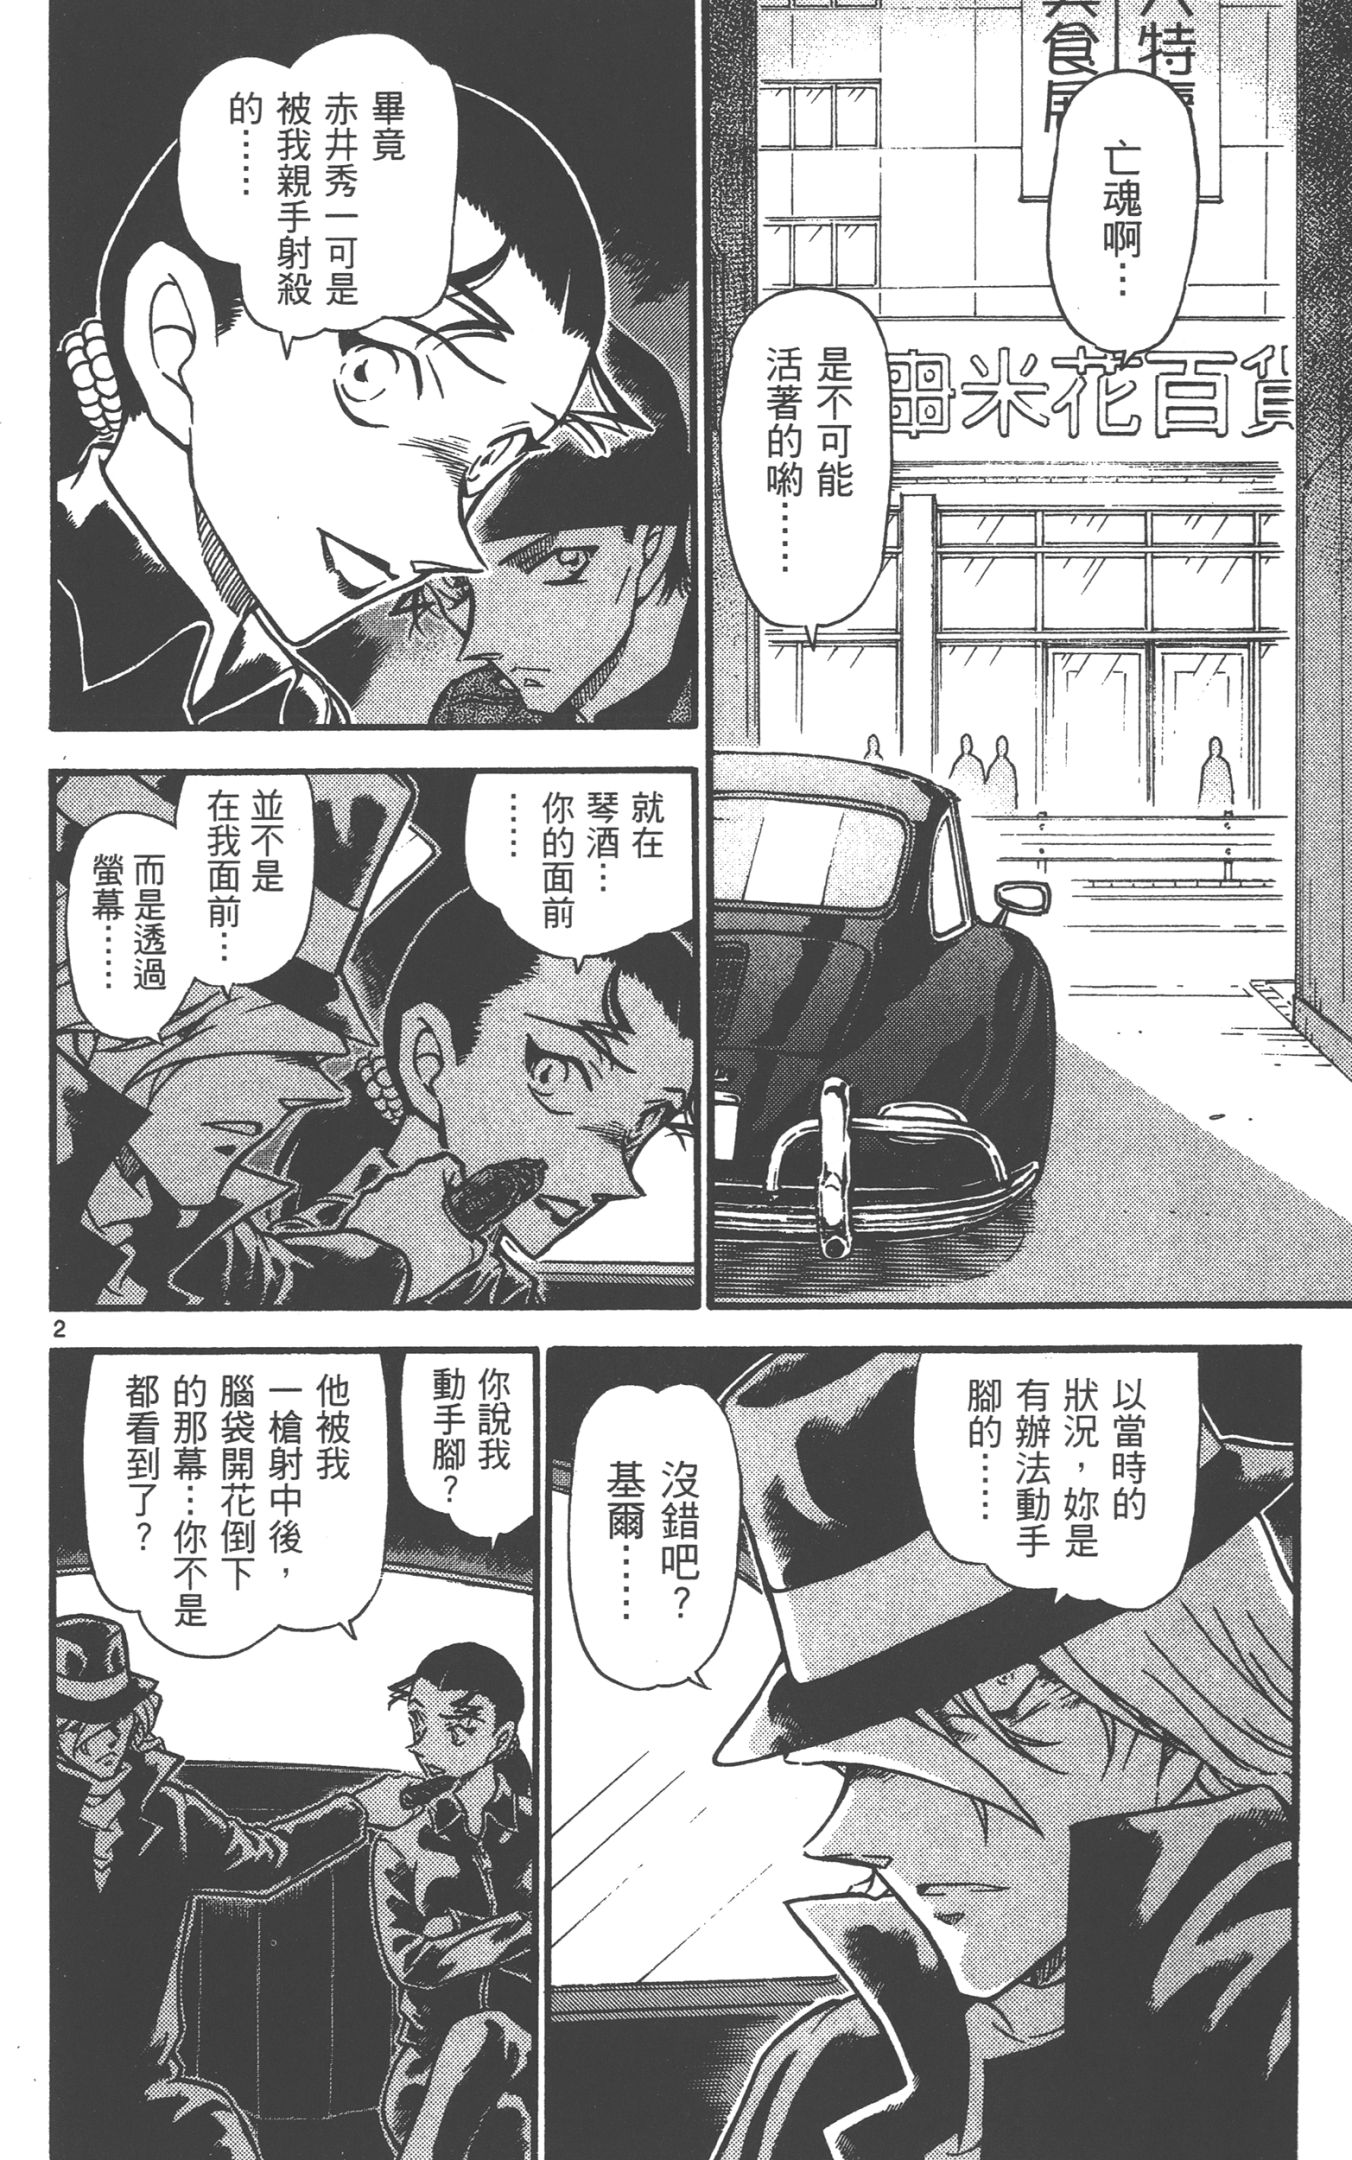 特
美食展
亡魂啊…
米花百貨
是不可能
活著的喲……
畢竟
赤井秀一可是
被我親手射殺
的……
就在
琴酒…
你的面前
……
並不是
在我面前…
而是透過
螢幕……
以當時的
狀況，妳是
有辦法動手
腳的……
沒錯吧？
基爾……
你說我
動手腳？
他被我
一槍射中後，
腦袋開花倒下
的那幕…你不是
都看到了？
2